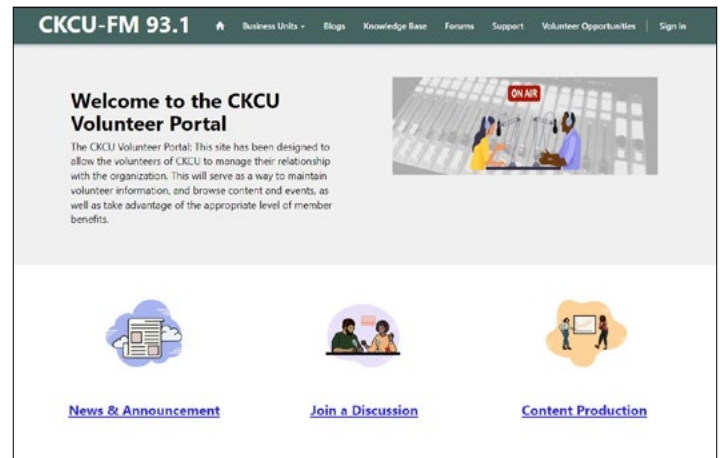 CKCU-FM 93.1 Business Units Blogs Knowledge Base Forums Support Volunteer Opportunities Sign in
Welcome to the CKCU
Volunteer Portal
The CKCU Volunteer Portal: This site has been designed to
allow the volunteers of CKCU to manage their relationship
with the organization. This will serve as a way to maintain
volunteer information, and browse content and events, as
well as take advantage of the appropriate level of member
benefits.
ON AIR
News & Announcement Join a Discussion Content Production